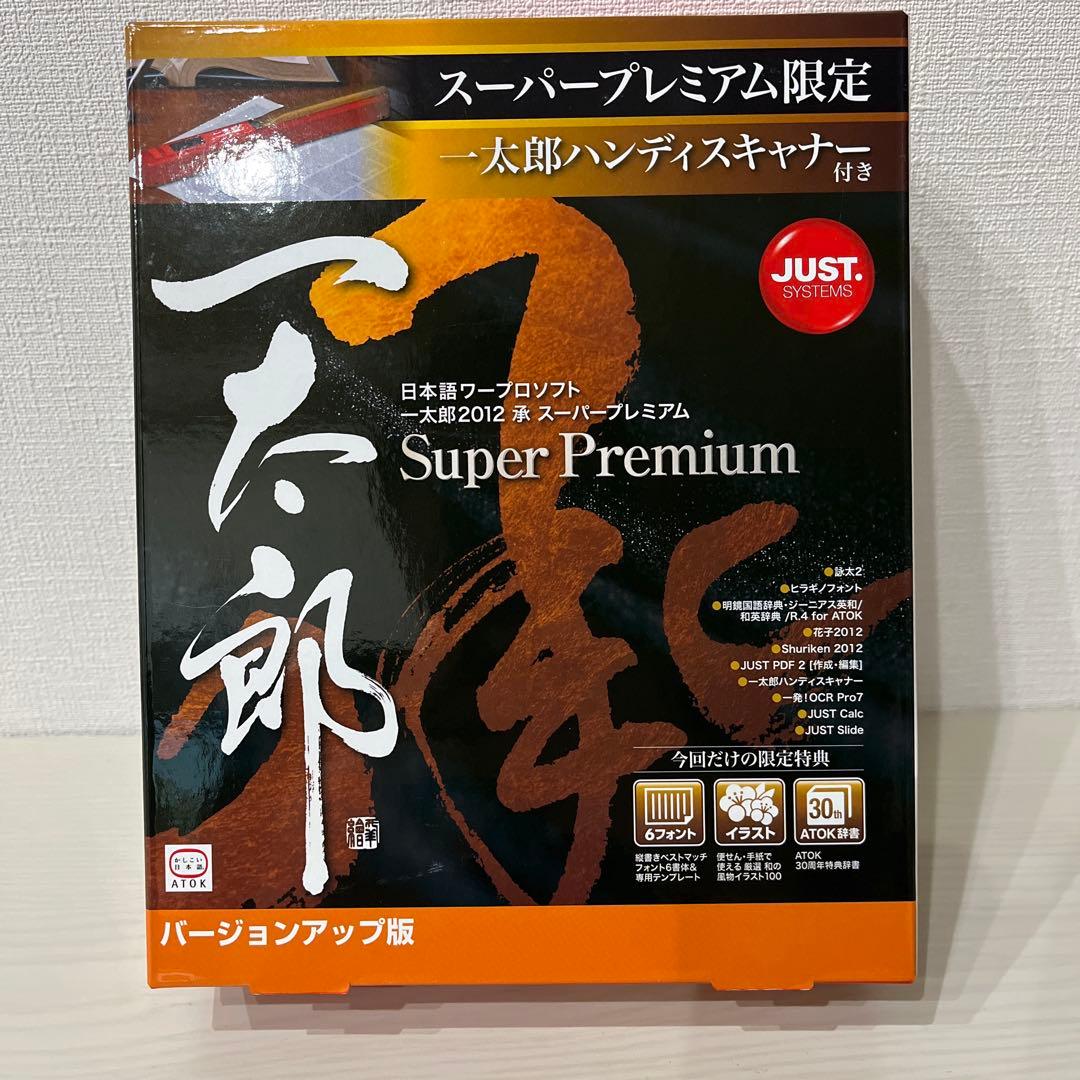 スーパープレミアム限定
一太郎ハンディスキャナー付き
一太郎
JUST.
SYSTEMS
日本語ワープロソフト
一太郎2012 承 スーパープレミアム
Super Premium
●詠太2
●ヒラギノフォント
●明鏡国語辞典・ジーニアス英和/
和英辞典 /R.4 for ATOK
●花子2012
●Shuriken 2012
●JUST PDF 2 [作成・編集]
●一太郎ハンディスキャナー
●一発!OCR Pro7
●JUST Calc
●JUST Slide
今回だけの限定特典
6フォント
縦書きベストマッチ
フォント6書体&
専用テンプレート
イラスト
便せん・手紙で
使える 厳選 和の
風物イラスト100
30th
ATOK辞書
ATOK
30周年特典辞書
かしこい
日本語
ATOK
バージョンアップ版